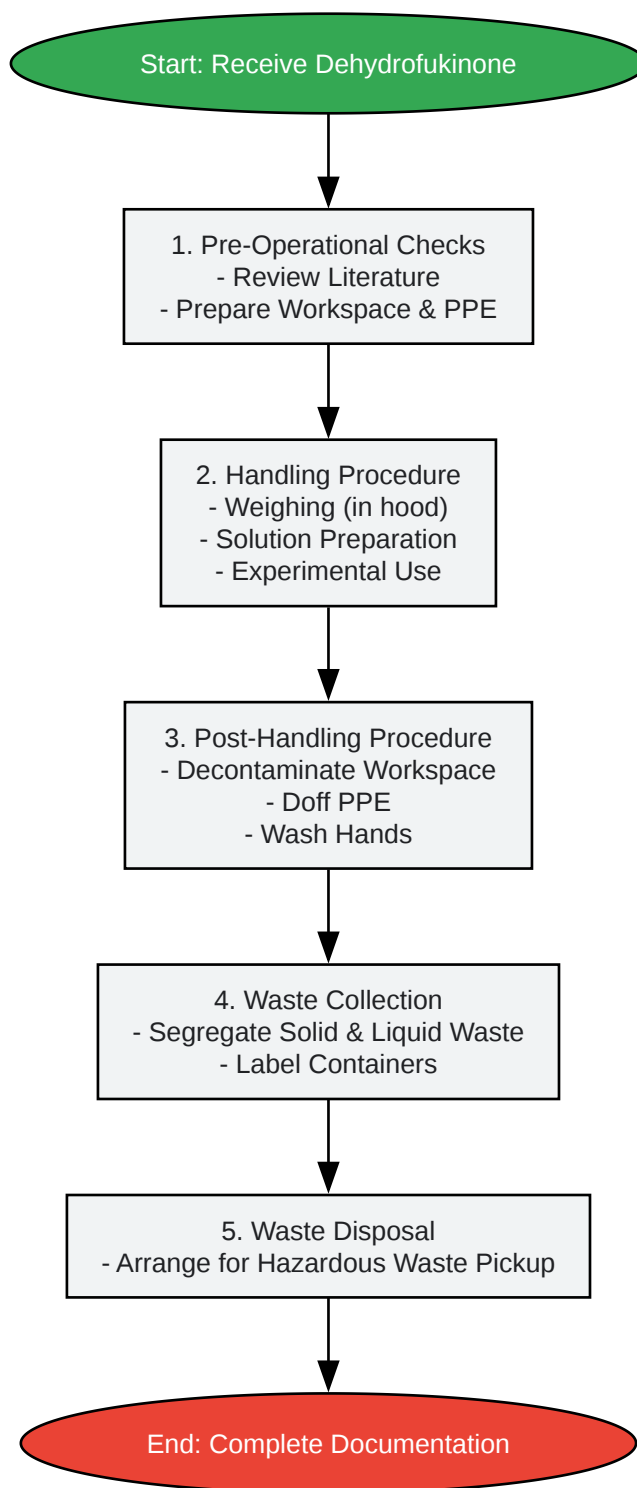 Start: Receive Dehydrofukinone
1. Pre-Operational Checks
- Review Literature
- Prepare Workspace & PPE
2. Handling Procedure
- Weighing (in hood)
- Solution Preparation
- Experimental Use
3. Post-Handling Procedure
- Decontaminate Workspace
- Doff PPE
- Wash Hands
4. Waste Collection
- Segregate Solid & Liquid Waste
- Label Containers
5. Waste Disposal
- Arrange for Hazardous Waste Pickup
End: Complete Documentation